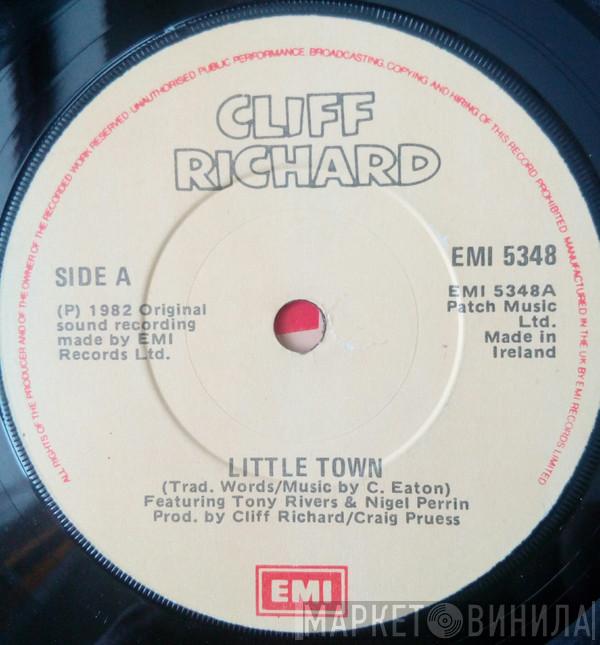 CLIFF
RICHARD
EMI 5348
SIDE A
EMI 5348A
Patch Music
Ltd.
Made in
Ireland
(P) 1982 Original
sound recording
made by EMI
Records Ltd.
LITTLE TOWN
(Trad. Words/Music by C. Eaton)
Featuring Tony Rivers & Nigel Perrin
Prod. by Cliff Richard/Craig Pruess
EMI
ALL RIGHTS OF THE PRODUCER AND OF THE OWNER OF THE RECORDED WORK RESERVED UNAUTHORISED PUBLIC PERFORMANCE BROADCASTING, COPYING AND HIRING OF THIS RECORD PROHIBITED MANUFACTURED IN THE UK BY EMI RECORDS LIMITED
МАРКЕТ ВИНИЛА